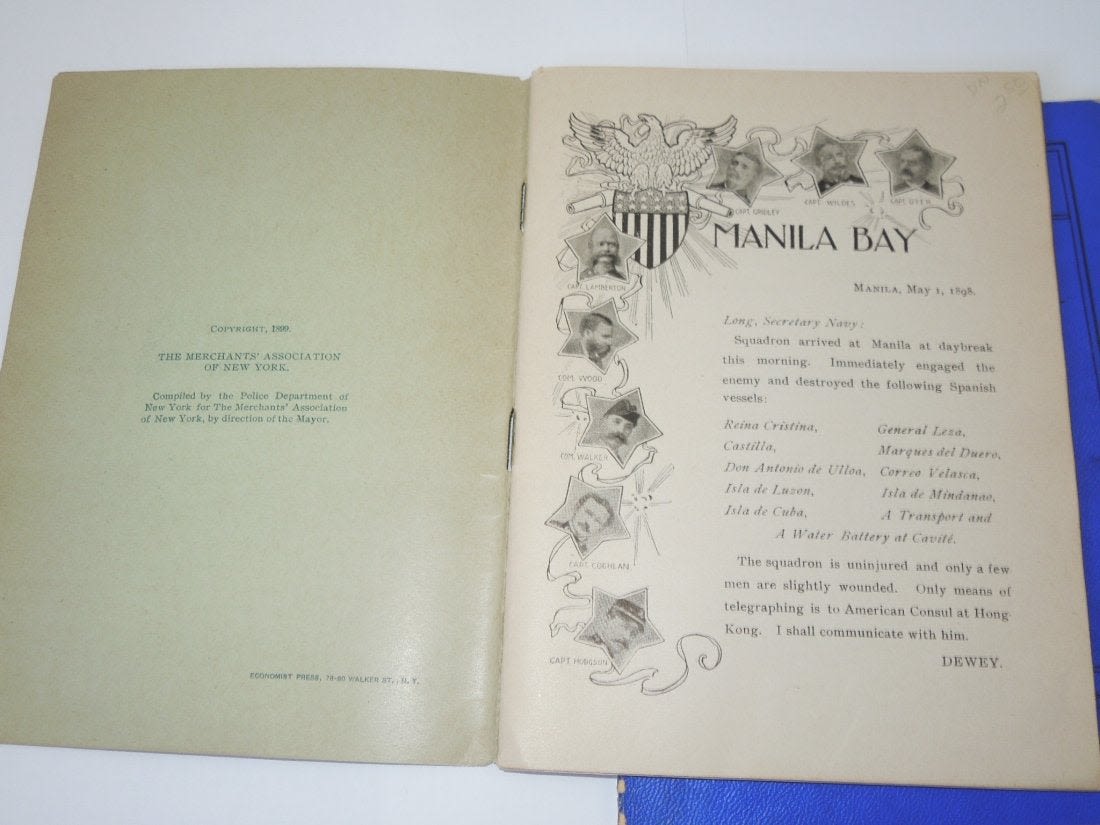 COPYRIGHT, 1899.
THE MERCHANTS' ASSOCIATION
OF NEW YORK.
Compiled by the Police Department of
New York for The Merchants' Association
of New York, by direction of the Mayor.
ECONOMIST PRESS, 78-80 WALKER ST., N. Y.
CAPT. GRIDLEY
CAPT. WILDES
CAPT. DYER
MANILA BAY
CAPT. LAMBERTON
COM. WOOD
COM. WALKER
CAPT. COGHLAN
CAPT. HODGSON
MANILA, May 1, 1898.
Long, Secretary Navy:
Squadron arrived at Manila at daybreak
this morning. Immediately engaged the
enemy and destroyed the following Spanish
vessels:
Reina Cristina, General Leza,
Castilla, Marques del Duero,
Don Antonio de Ulloa, Correo Velasca,
Isla de Luzon, Isla de Mindanao,
Isla de Cuba, A Transport and
A Water Battery at Cavité.
The squadron is uninjured and only a few
men are slightly wounded. Only means of
telegraphing is to American Consul at Hong
Kong. I shall communicate with him.
DEWEY.